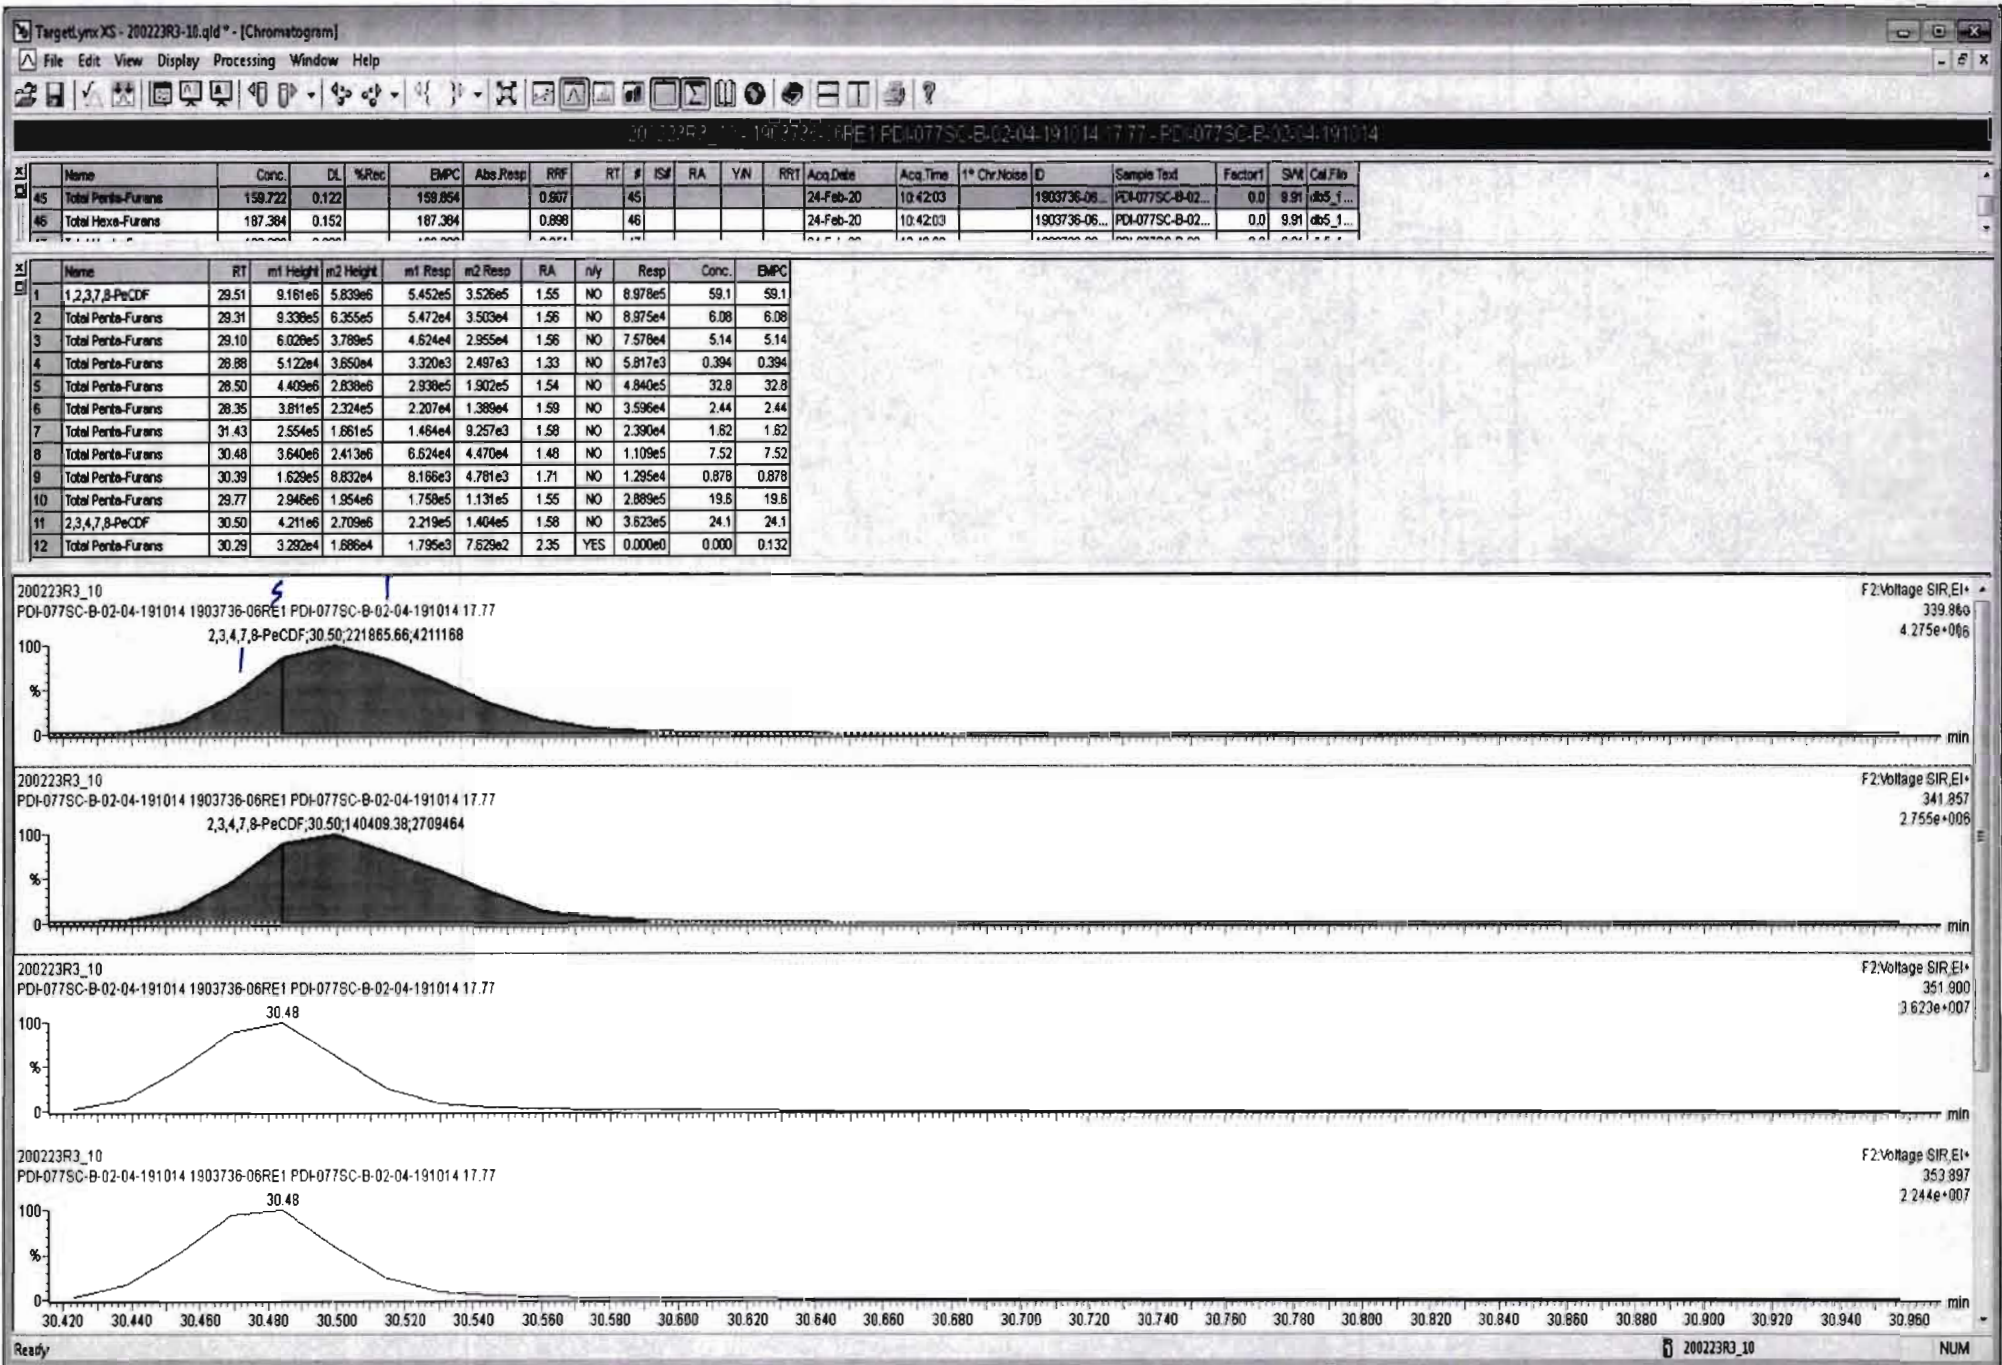 TargetLynx XS - 200223R3-10.qld * - [Chromatogram]
File Edit View Display Processing Window Help
PDI-077SC-B-02-04-191014 17.77 - PDI-077SC-B-02-04-191014
Name Conc. DL %Rec EMPC Abs.Resp RRF RT # IS# RA Y/N RRT Acq.Date Acq.Time 1° Chr.Noise ID Sample Text Factor1 Cal.File
45 Total Penta-Furans 159.722 0.122 159.854 0.907 45 24-Feb-20 10:42:03 1903736-06... PDI-077SC-B-02... 0.0 9.91 db5_1...
46 Total Hexa-Furans 187.384 0.152 187.384 0.898 46 24-Feb-20 10:42:03 1903736-06... PDI-077SC-B-02... 0.0 9.91 db5_1...
Name RT m1 Height m2 Height m1 Resp m2 Resp RA n/y Resp Conc. EMPC
1 1,2,3,7,8-PeCDF 29.51 9.161e6 5.839e6 5.452e5 3.526e5 1.55 NO 8.978e5 59.1 59.1
2 Total Penta-Furans 29.31 9.336e5 6.355e5 5.472e4 3.503e4 1.56 NO 8.975e4 6.08 6.08
3 Total Penta-Furans 29.10 6.026e5 3.789e5 4.624e4 2.955e4 1.56 NO 7.578e4 5.14 5.14
4 Total Penta-Furans 28.88 5.122e4 3.650e4 3.320e3 2.497e3 1.33 NO 5.817e3 0.394 0.394
5 Total Penta-Furans 28.50 4.409e6 2.838e6 2.938e5 1.902e5 1.54 NO 4.840e5 32.8 32.8
6 Total Penta-Furans 28.35 3.811e5 2.324e5 2.207e4 1.389e4 1.59 NO 3.596e4 2.44 2.44
7 Total Penta-Furans 31.43 2.554e5 1.661e5 1.464e4 9.257e3 1.58 NO 2.390e4 1.62 1.62
8 Total Penta-Furans 30.48 3.640e6 2.413e6 6.624e4 4.470e4 1.48 NO 1.109e5 7.52 7.52
9 Total Penta-Furans 30.39 1.629e5 8.832e4 8.166e3 4.781e3 1.71 NO 1.295e4 0.878 0.878
10 Total Penta-Furans 29.77 2.946e6 1.954e6 1.758e5 1.131e5 1.55 NO 2.889e5 19.6 19.6
11 2,3,4,7,8-PeCDF 30.50 4.211e6 2.709e6 2.219e5 1.404e5 1.58 NO 3.623e5 24.1 24.1
12 Total Penta-Furans 30.29 3.292e4 1.686e4 1.795e3 7.629e2 2.35 YES 0.000e0 0.000 0.132
200223R3_10 F2:Voltage SIR,EI+
PDI-077SC-B-02-04-191014 1903736-06RE1 PDI-077SC-B-02-04-191014 17.77 339.860
2,3,4,7,8-PeCDF;30.50;221865.66;4211168 4.275e+006
100
%
0 min
200223R3_10 F2:Voltage SIR,EI+
PDI-077SC-B-02-04-191014 1903736-06RE1 PDI-077SC-B-02-04-191014 17.77 341.857
2,3,4,7,8-PeCDF;30.50;140409.38;2709464 2.755e+006
100
%
0 min
200223R3_10 F2:Voltage SIR,EI+
PDI-077SC-B-02-04-191014 1903736-06RE1 PDI-077SC-B-02-04-191014 17.77 351.900
30.48 3.623e+007
100
%
0 min
200223R3_10 F2:Voltage SIR,EI+
PDI-077SC-B-02-04-191014 1903736-06RE1 PDI-077SC-B-02-04-191014 17.77 353.897
30.48 2.244e+007
100
%
0 min
30.420 30.440 30.460 30.480 30.500 30.520 30.540 30.560 30.580 30.600 30.620 30.640 30.660 30.680 30.700 30.720 30.740 30.760 30.780 30.800 30.820 30.840 30.860 30.880 30.900 30.920 30.940 30.960
Ready 200223R3_10 NUM